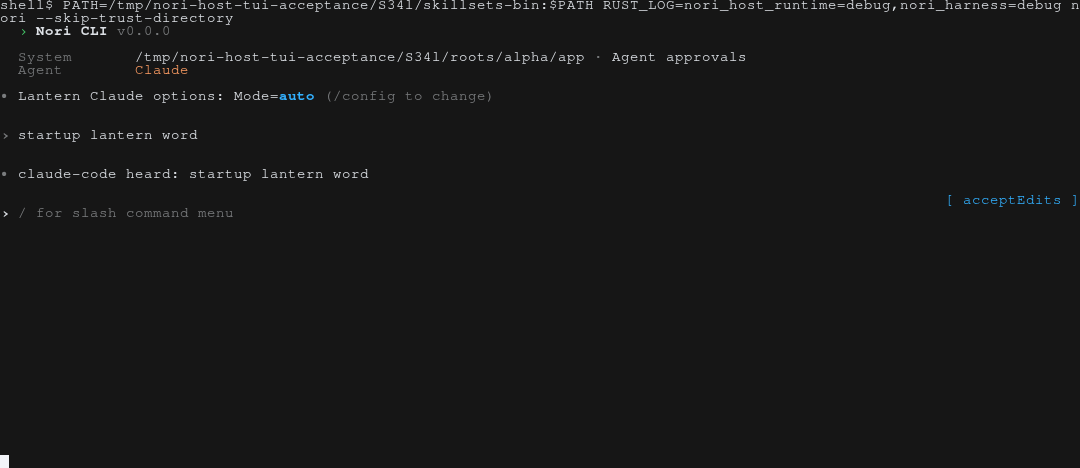 shell$ PATH=/tmp/nori-host-tui-acceptance/S34l/skillsets-bin:$PATH RUST_LOG=nori_host_runtime=debug,nori_harness=debug n
ori --skip-trust-directory
› Nori CLI v0.0.0
System /tmp/nori-host-tui-acceptance/S34l/roots/alpha/app · Agent approvals
Agent Claude
• Lantern Claude options: Mode=auto (/config to change)
› startup lantern word
• claude-code heard: startup lantern word
[ acceptEdits ]
› / for slash command menu